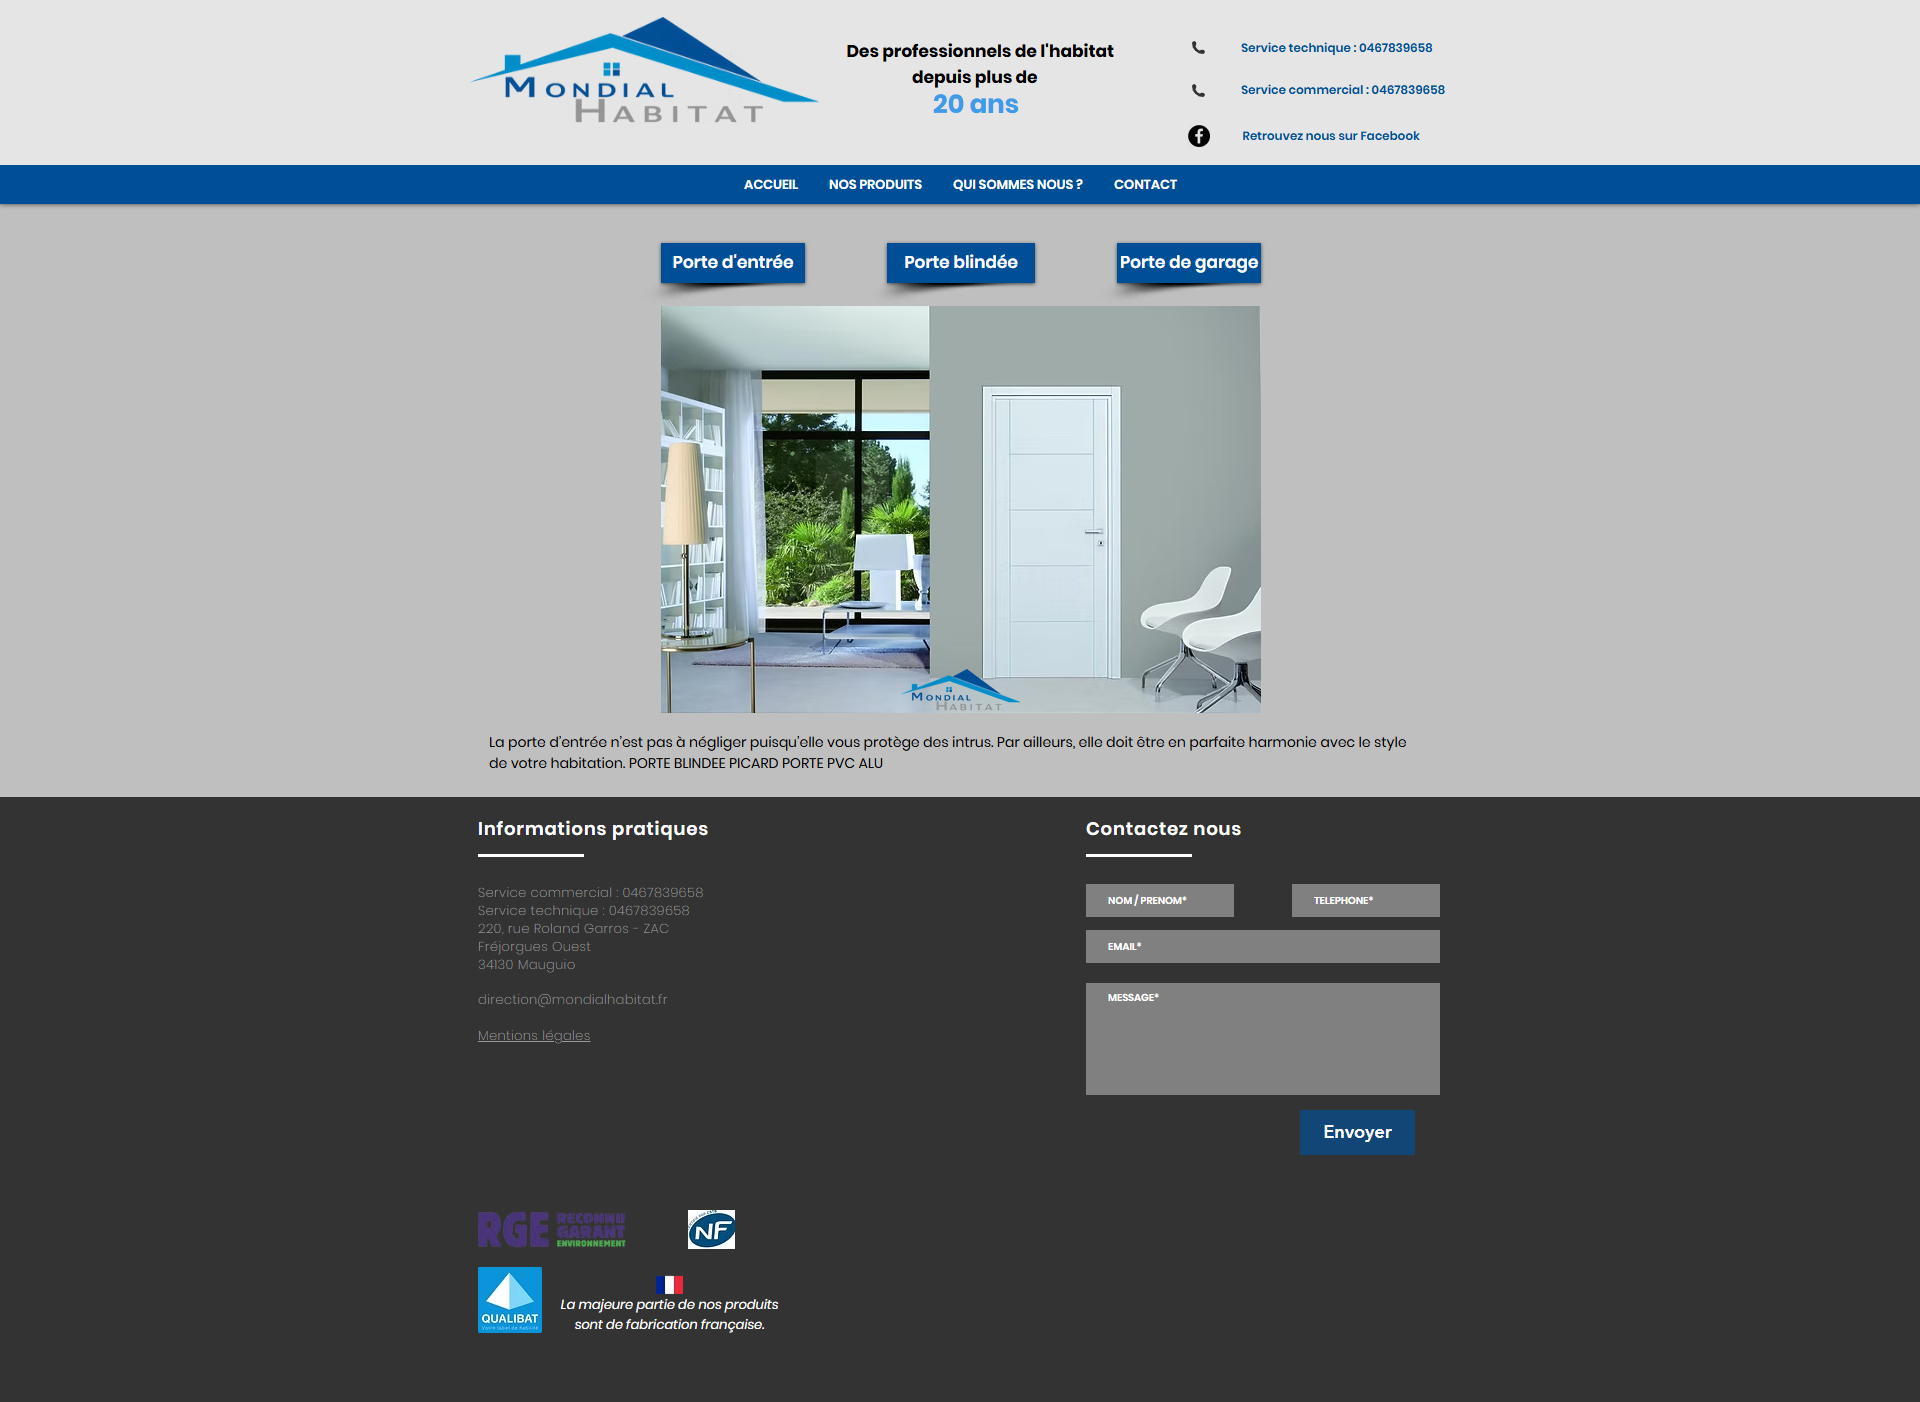 MONDIAL
HABITAT
Des professionnels de l'habitat
depuis plus de
20 ans
Service technique : 0467839658
Service commercial : 0467839658
Retrouvez nous sur Facebook
ACCUEIL NOS PRODUITS QUI SOMMES NOUS ? CONTACT
Porte d'entrée Porte blindée Porte de garage
MONDIAL
HABITAT
La porte d'entrée n'est pas à négliger puisqu'elle vous protège des intrus. Par ailleurs, elle doit être en parfaite harmonie avec le style
de votre habitation. PORTE BLINDEE PICARD PORTE PVC ALU
Informations pratiques
Service commercial : 0467839658
Service technique : 0467839658
220, rue Roland Garros - ZAC
Fréjorgues Ouest
34130 Mauguio
direction@mondialhabitat.fr
Mentions légales
Contactez nous
NOM / PRENOM* TELEPHONE*
EMAIL*
MESSAGE*
Envoyer
RGE RECONNU
GARANT
ENVIRONNEMENT
NF
QUALIBAT
La majeure partie de nos produits
sont de fabrication française.